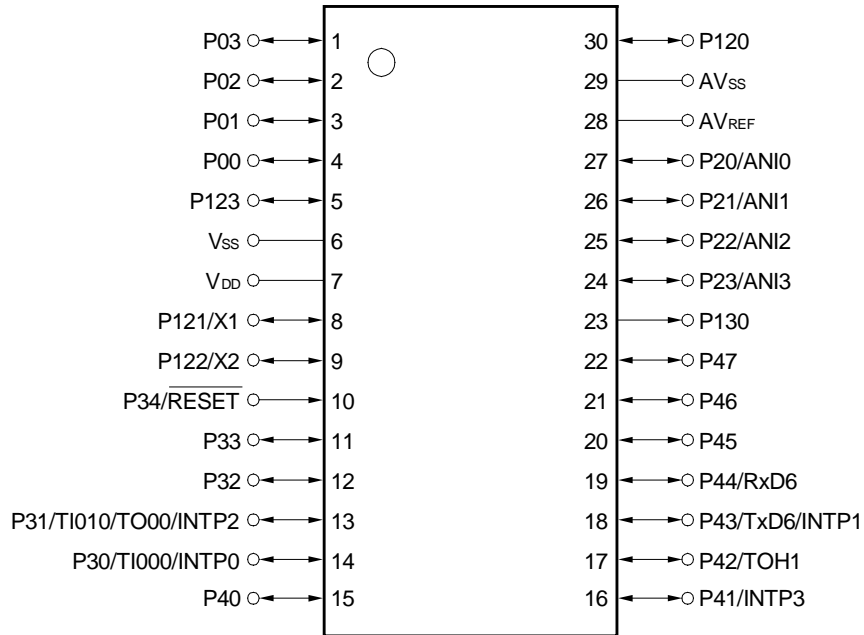 P03 1 30 P120
P02 2 29 AVSS
P01 3 28 AVREF
P00 4 27 P20/ANI0
P123 5 26 P21/ANI1
VSS 6 25 P22/ANI2
VDD 7 24 P23/ANI3
P121/X1 8 23 P130
P122/X2 9 22 P47
P34/RESET 10 21 P46
P33 11 20 P45
P32 12 19 P44/RxD6
P31/TI010/TO00/INTP2 13 18 P43/TxD6/INTP1
P30/TI000/INTP0 14 17 P42/TOH1
P40 15 16 P41/INTP3